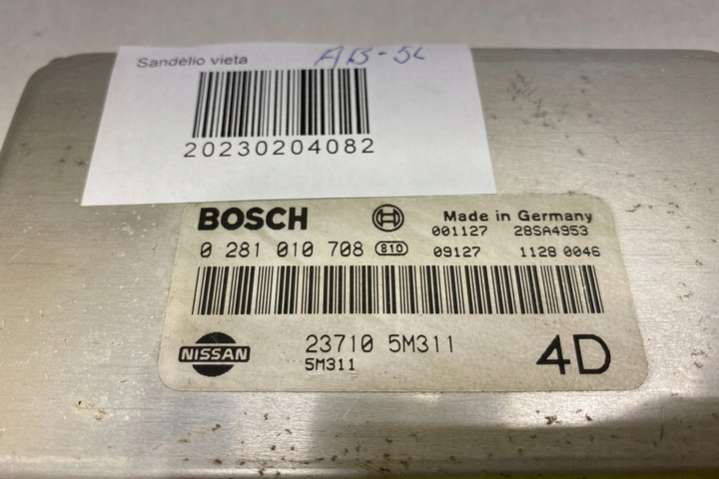 Sandėlio vieta AB-5L
20230204082
BOSCH Made in Germany
001127 28SA4953
0 281 010 708 810 09127 1128 0046
NISSAN 23710 5M311 4D
5M311